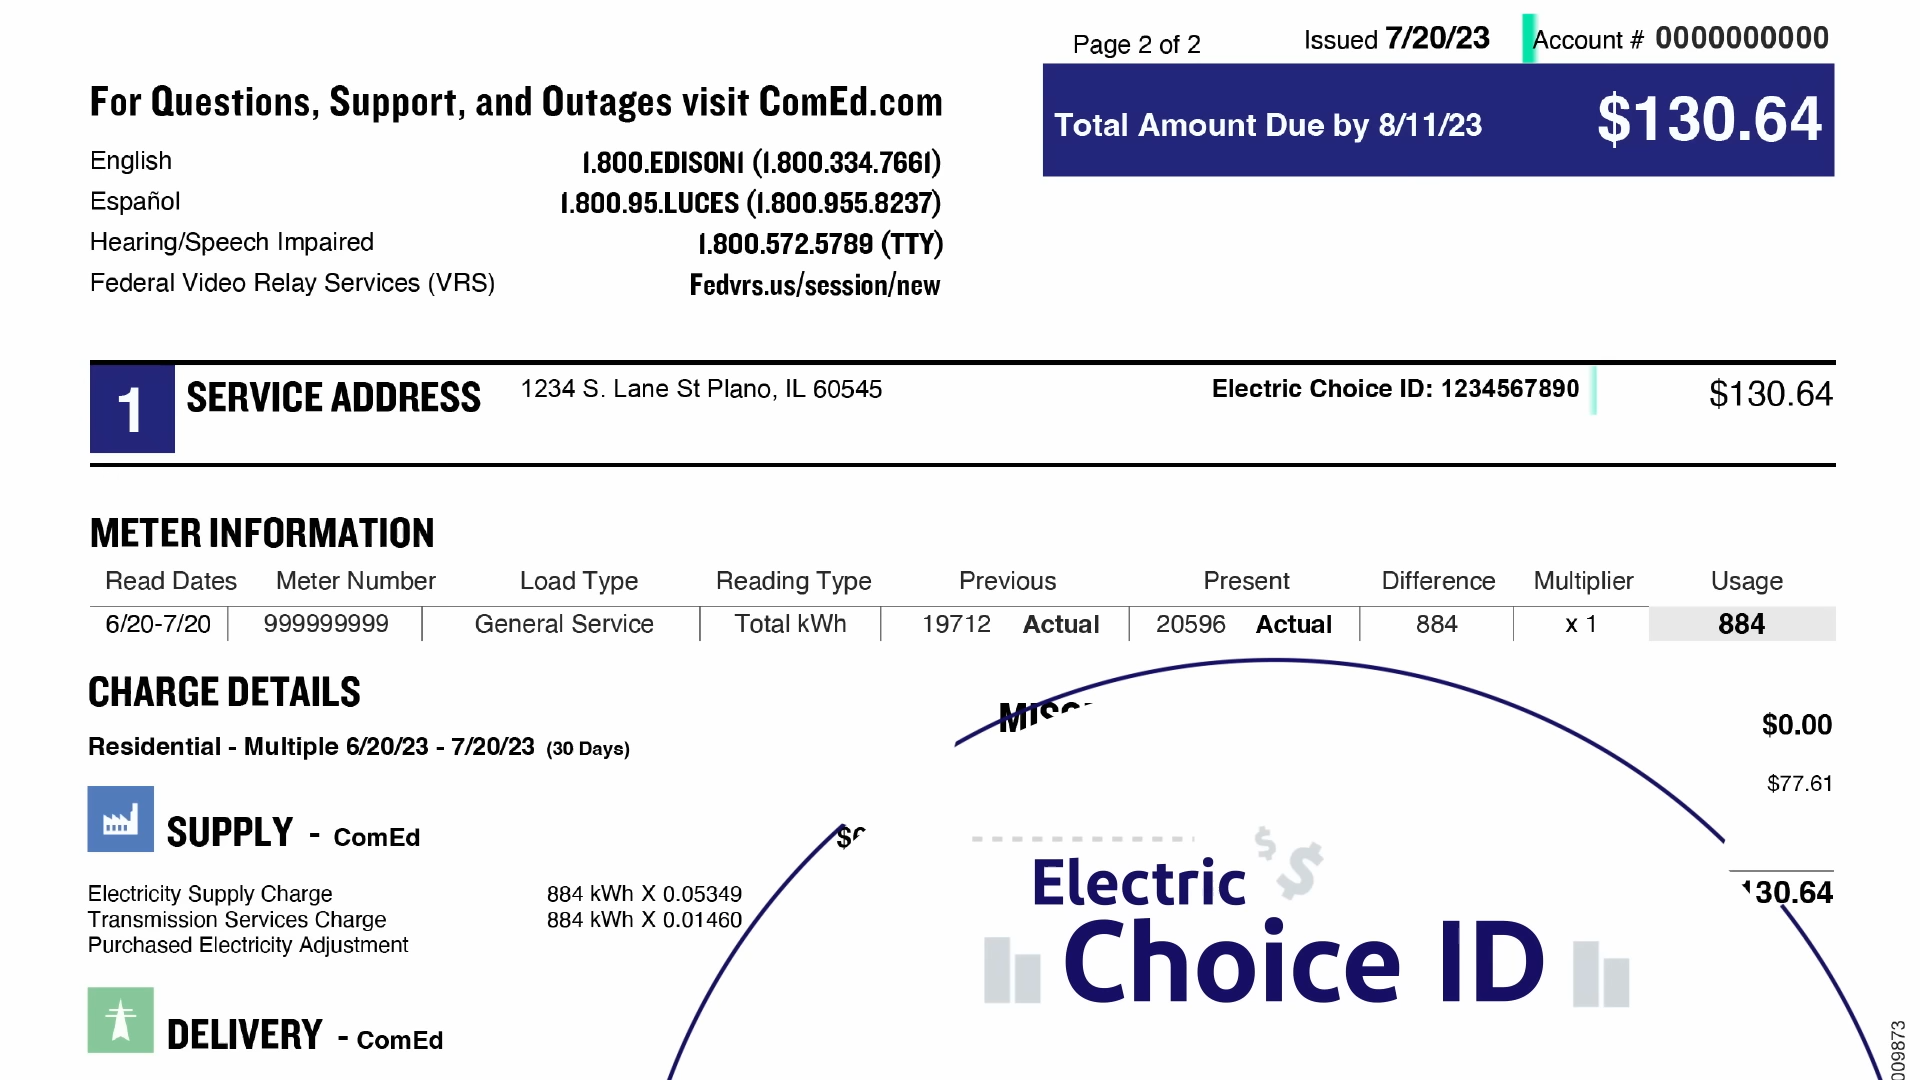 Page 2 of 2 Issued 7/20/23 Account # 0000000000
For Questions, Support, and Outages visit ComEd.com
Total Amount Due by 8/11/23 $130.64
English 1.800.EDISON1 (1.800.334.7661)
Español 1.800.95.LUCES (1.800.955.8237)
Hearing/Speech Impaired 1.800.572.5789 (TTY)
Federal Video Relay Services (VRS) Fedvrs.us/session/new
1 SERVICE ADDRESS 1234 S. Lane St Plano, IL 60545 Electric Choice ID: 1234567890 $130.64
METER INFORMATION
Read Dates Meter Number Load Type Reading Type Previous Present Difference Multiplier Usage
6/20-7/20 999999999 General Service Total kWh 19712 Actual 20596 Actual 884 x 1 884
CHARGE DETAILS
$0.00
Residential - Multiple 6/20/23 - 7/20/23 (30 Days)
$77.61
SUPPLY - ComEd
Electricity Supply Charge 884 kWh X 0.05349
Transmission Services Charge 884 kWh X 0.01460
Purchased Electricity Adjustment
30.64
$ $
Electric
Choice ID
DELIVERY - ComEd
009873